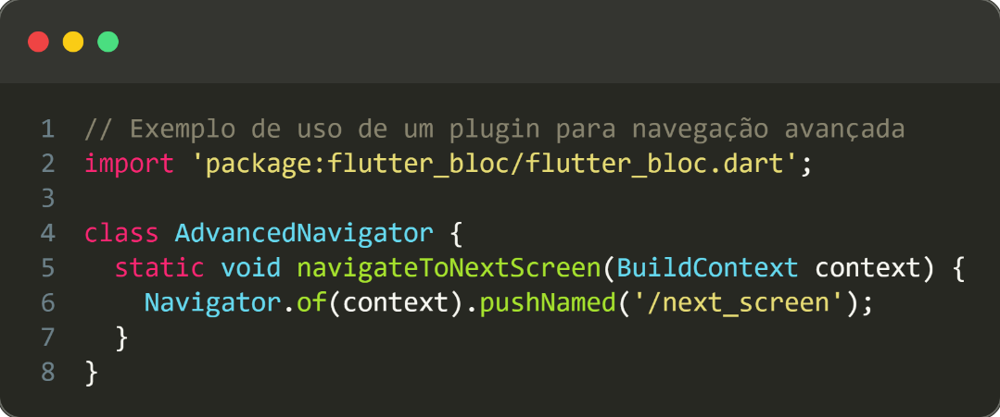 1 // Exemplo de uso de um plugin para navegação avançada
2 import 'package:flutter_bloc/flutter_bloc.dart';
3
4 class AdvancedNavigator {
5   static void navigateToNextScreen(BuildContext context) {
6     Navigator.of(context).pushNamed('/next_screen');
7   }
8 }